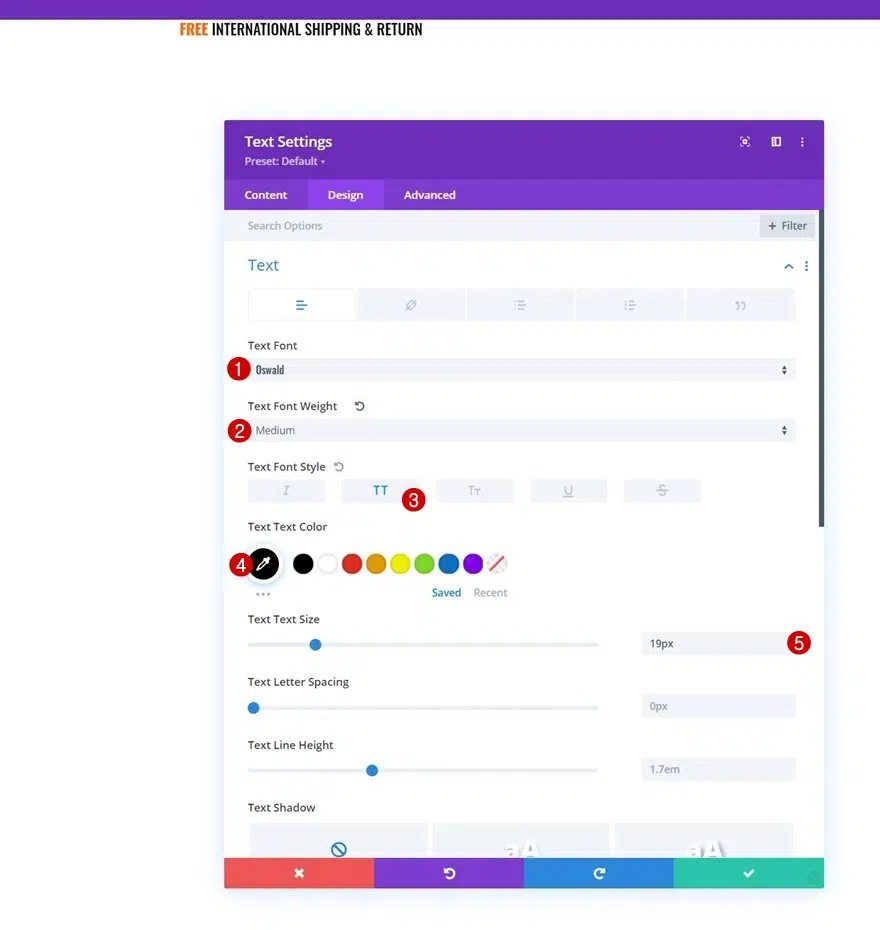 FREE INTERNATIONAL SHIPPING & RETURN
Text Settings
Preset: Default
Content Design Advanced
Search Options + Filter
Text
Text Font
1 Oswald
Text Font Weight
2 Medium
Text Font Style
I TT 3 TT U S
Text Text Color
4
Saved Recent
Text Text Size
19px 5
Text Letter Spacing
0px
Text Line Height
1.7em
Text Shadow
aA aA